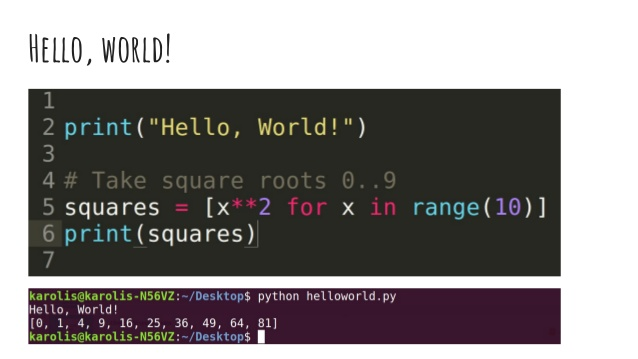 Hello, world!
1
2 print("Hello, World!")
3
4 # Take square roots 0..9
5 squares = [x**2 for x in range(10)]
6 print(squares)
7
karolis@karolis-N56VZ:~/Desktop$ python helloworld.py
Hello, World!
[0, 1, 4, 9, 16, 25, 36, 49, 64, 81]
karolis@karolis-N56VZ:~/Desktop$